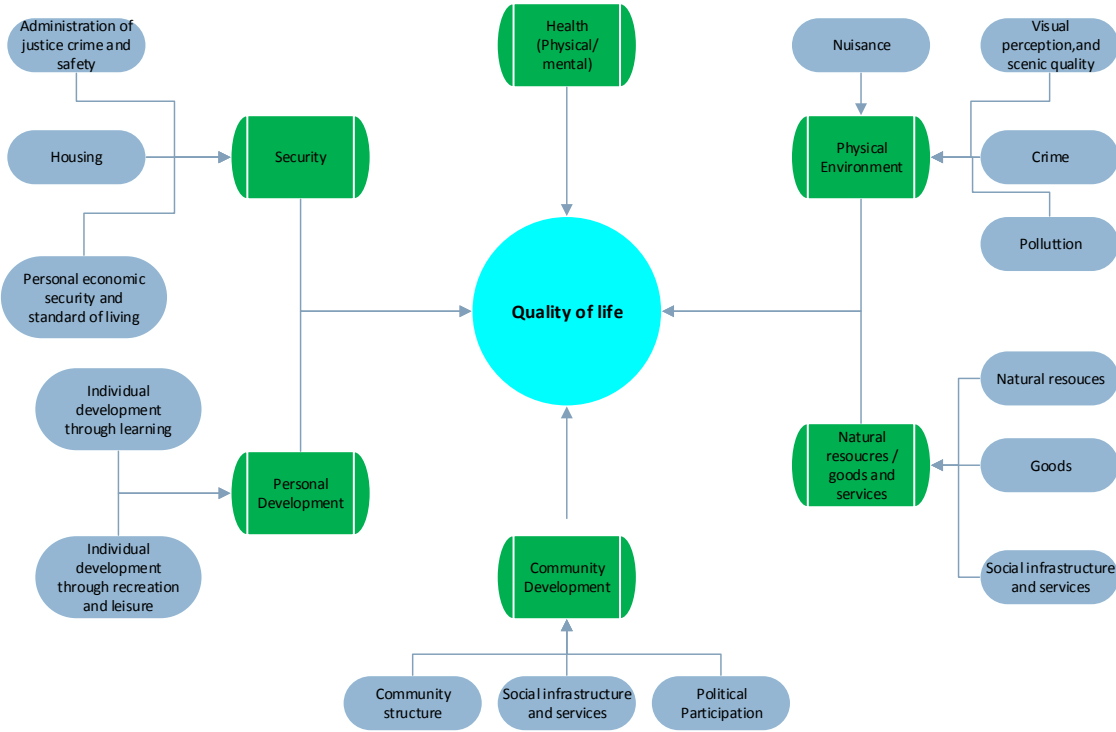 Administration of
justice crime and
safety
Health
(Physical/
mental)
Nuisance
Visual
perception,and
scenic quality
Housing
Security
Physical
Environment
Crime
Polluttion
Personal economic
security and
standard of living
Quality of life
Individual
development
through learning
Natural resouces
Natural
resoucres /
goods and
services
Goods
Personal
Development
Individual
development
through recreation
and leisure
Community
Development
Social infrastructure
and services
Community
structure
Social infrastructure
and services
Political
Participation